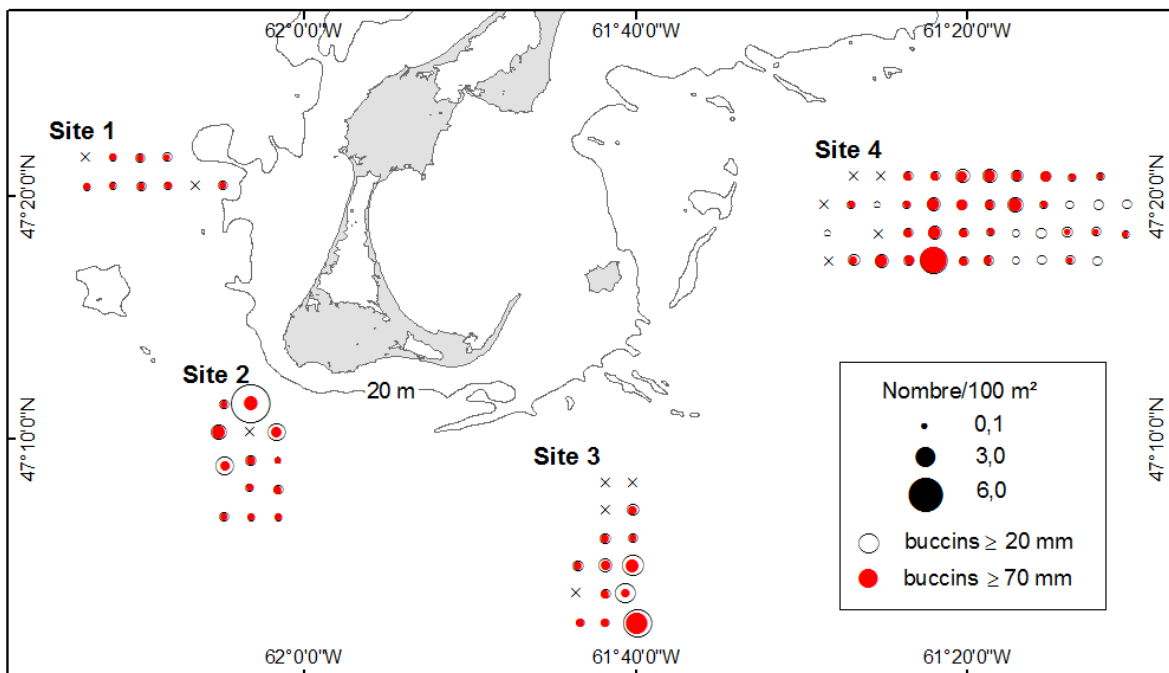 62°0'0"W
61°40'0"W
61°20'0"W
Site 1
Site 4
47°20'0"N
47°20'0"N
Site 2
20 m
Nombre/100 m²
0,1
3,0
6,0
47°10'0"N
47°10'0"N
Site 3
buccins ≥ 20 mm
buccins ≥ 70 mm
62°0'0"W
61°40'0"W
61°20'0"W